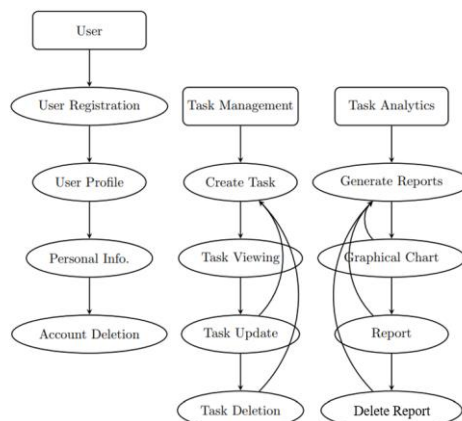 User
User Registration
User Profile
Personal Info.
Account Deletion
Task Management
Create Task
Task Viewing
Task Update
Task Deletion
Task Analytics
Generate Reports
Graphical Chart
Report
Delete Report